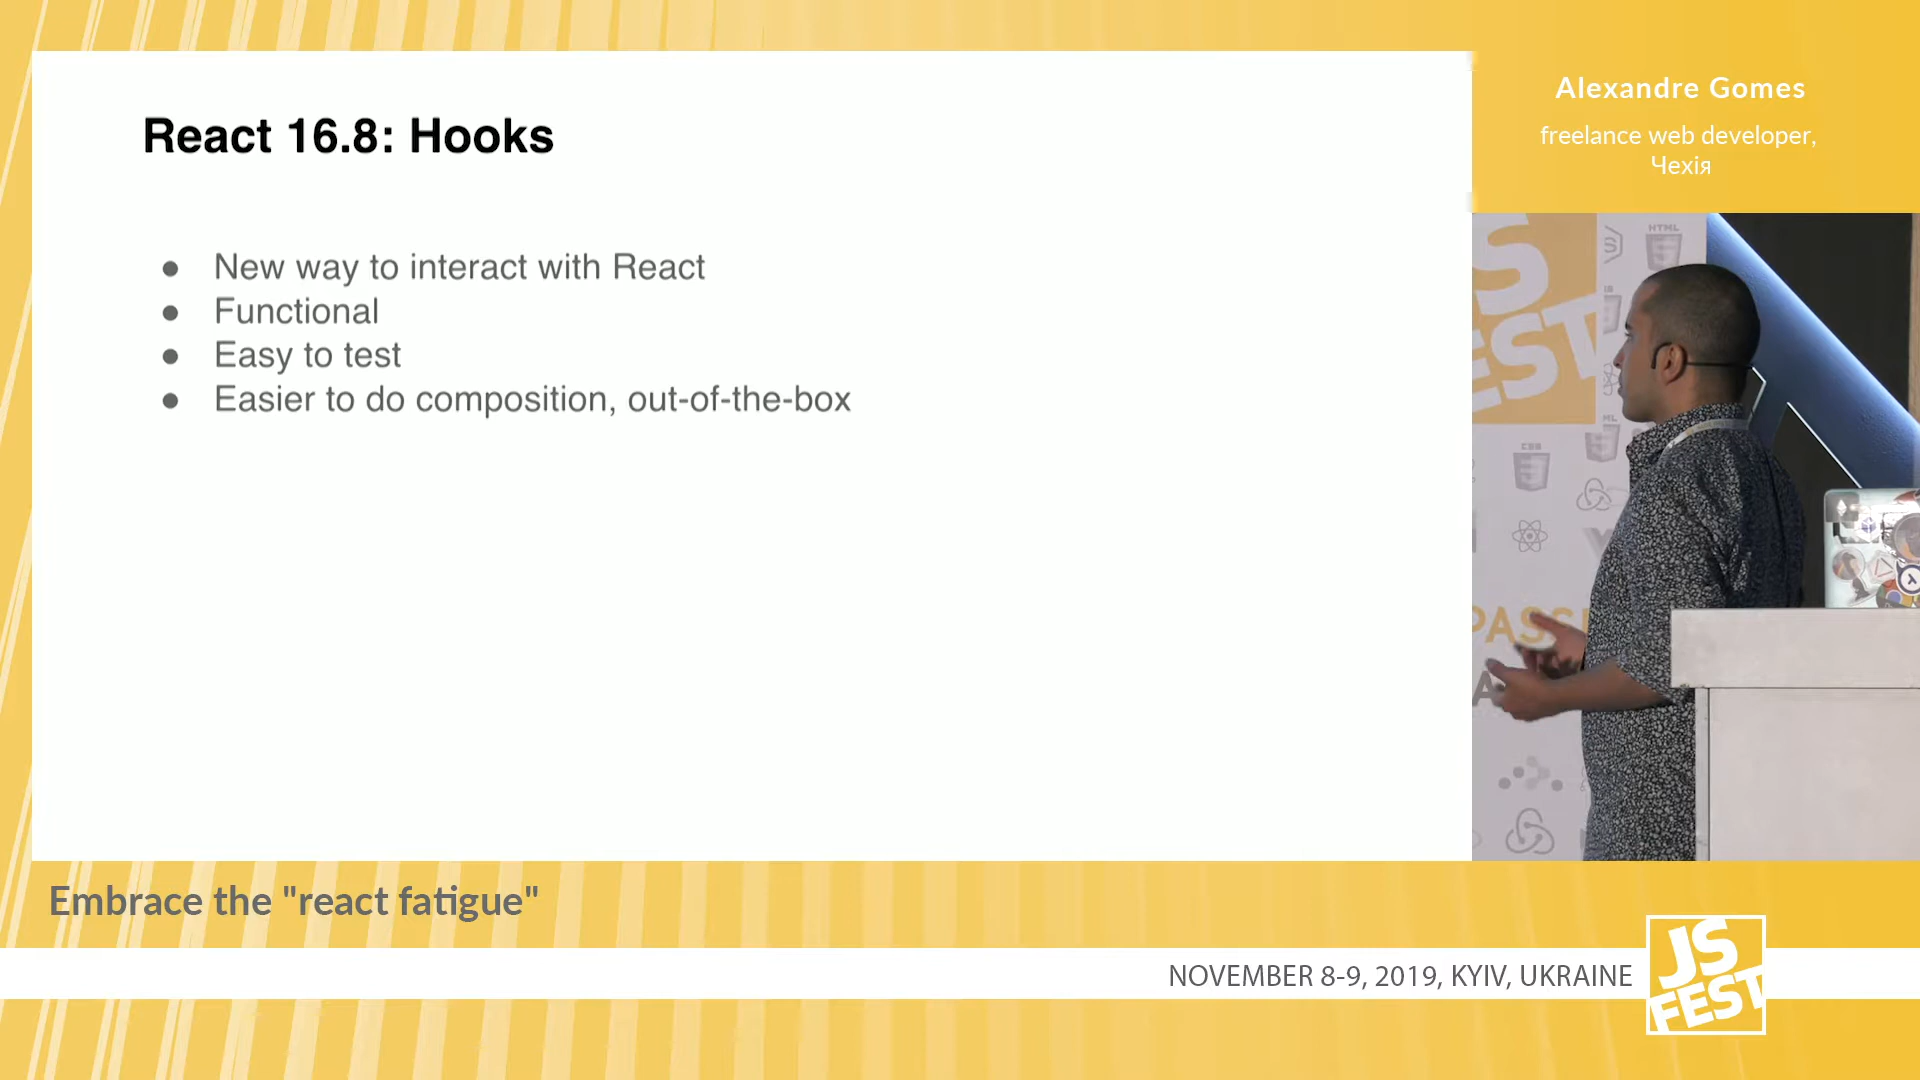 React 16.8: Hooks
● New way to interact with React
● Functional
● Easy to test
● Easier to do composition, out-of-the-box
Alexandre Gomes
freelance web developer,
Чехія
HTML
CSS
Embrace the "react fatigue"
NOVEMBER 8-9, 2019, KYIV, UKRAINE
JS
FEST